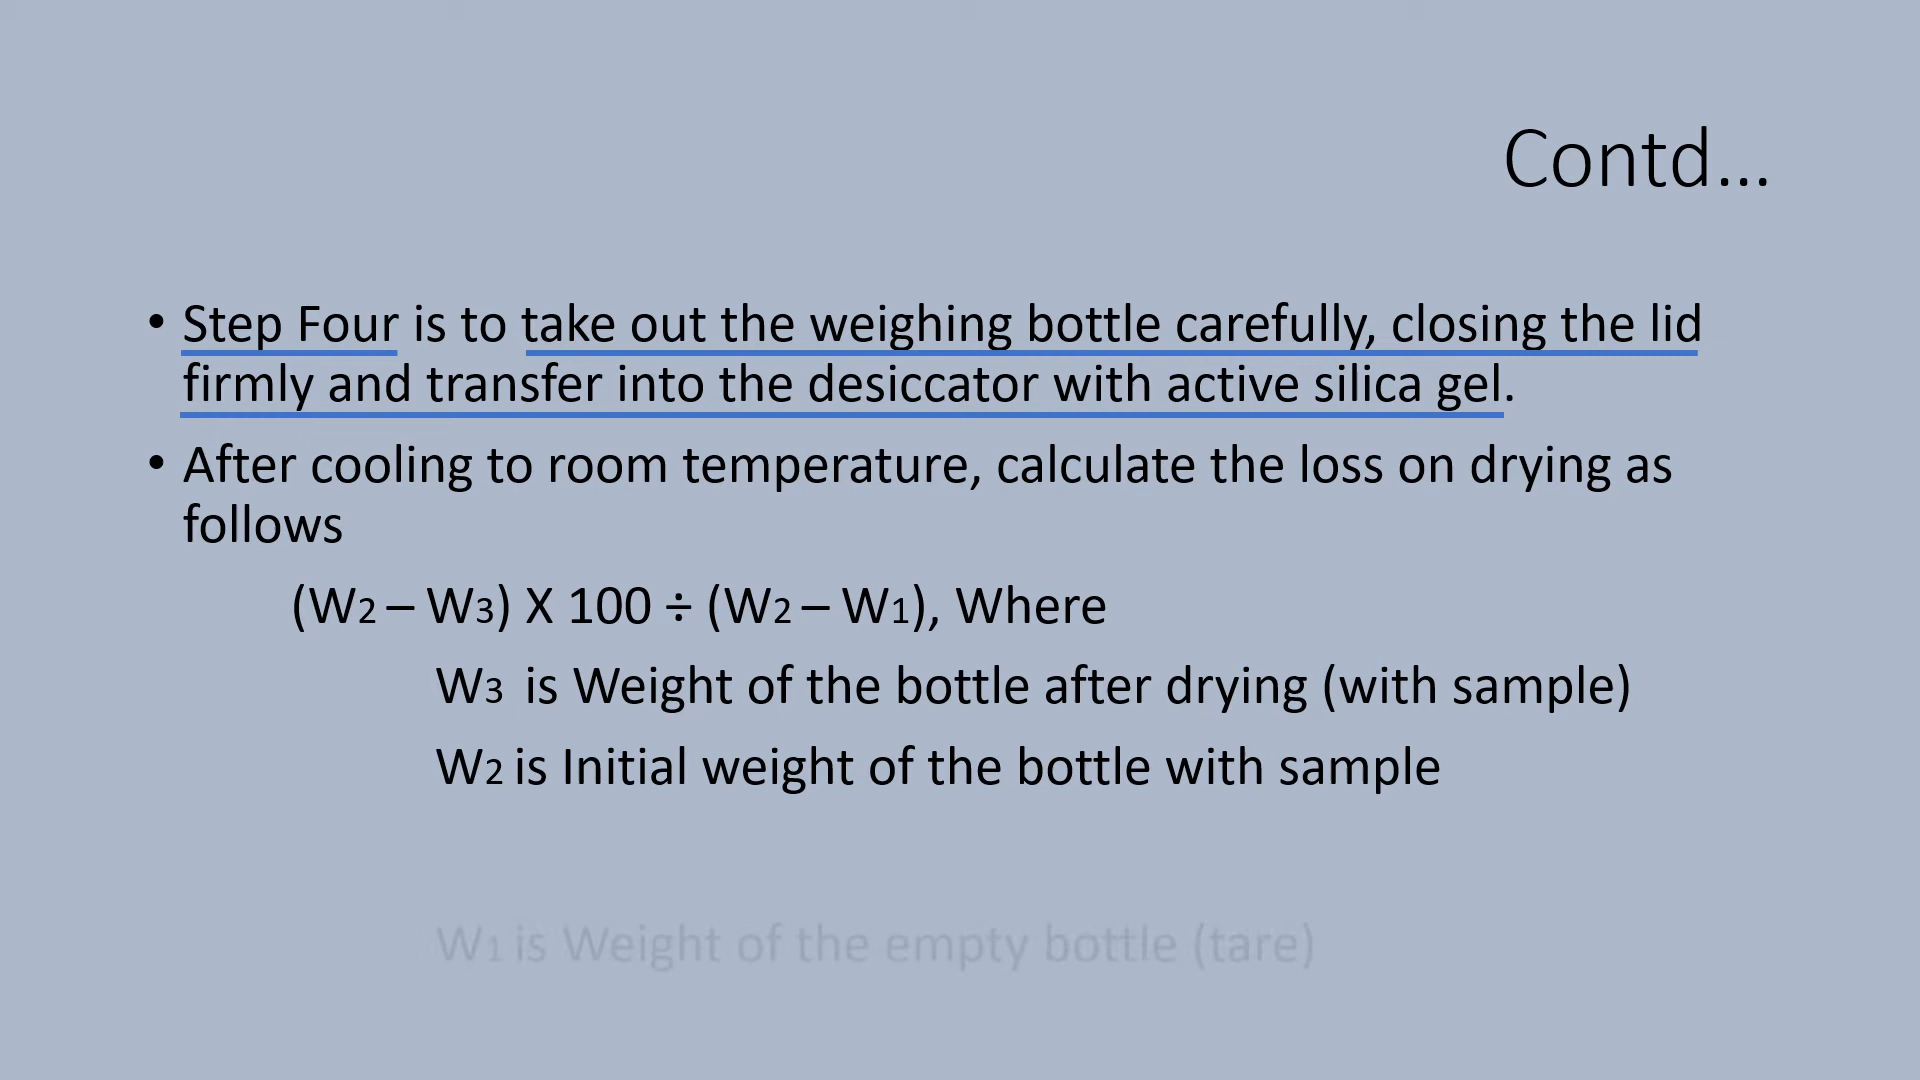 Contd...
• Step Four is to take out the weighing bottle carefully, closing the lid
firmly and transfer into the desiccator with active silica gel.
• After cooling to room temperature, calculate the loss on drying as
follows
(W2 – W3) X 100 ÷ (W2 – W1), Where
W3 is Weight of the bottle after drying (with sample)
W2 is Initial weight of the bottle with sample
W1 is Weight of the empty bottle (tare)